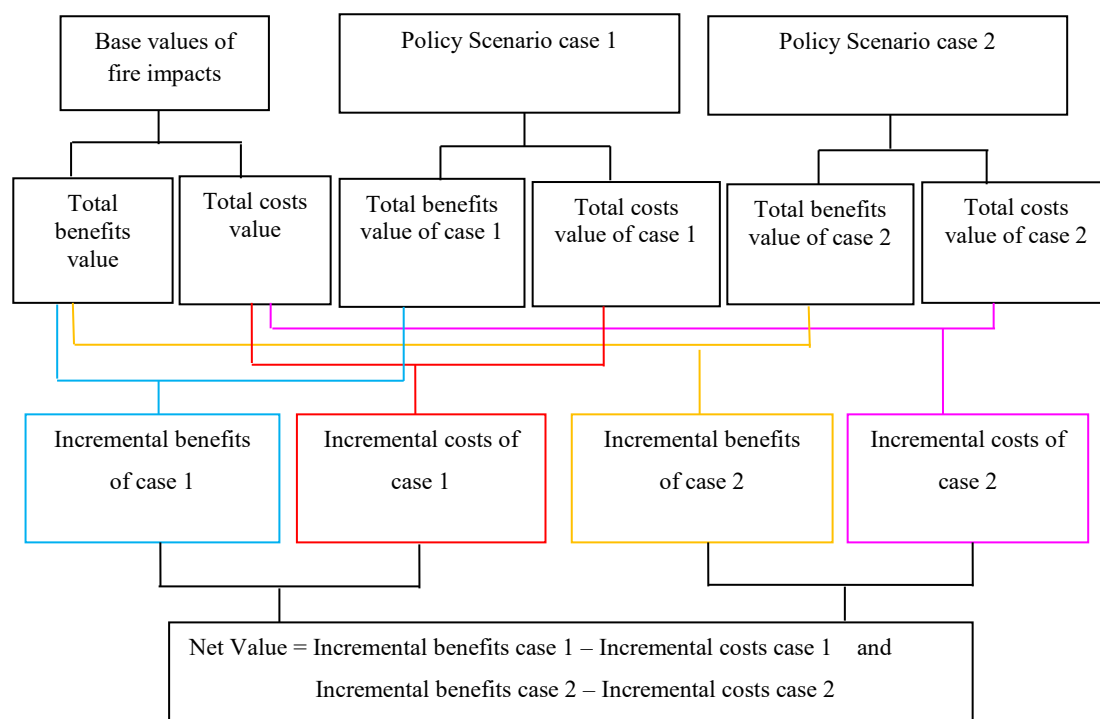 Base values of
fire impacts
Policy Scenario case 1
Policy Scenario case 2
Total
benefits
value
Total costs
value
Total benefits
value of case 1
Total costs
value of case 1
Total benefits
value of case 2
Total costs
value of case 2
Incremental benefits
of case 1
Incremental costs of
case 1
Incremental benefits
of case 2
Incremental costs of
case 2
Net Value = Incremental benefits case 1 – Incremental costs case 1 and
Incremental benefits case 2 – Incremental costs case 2